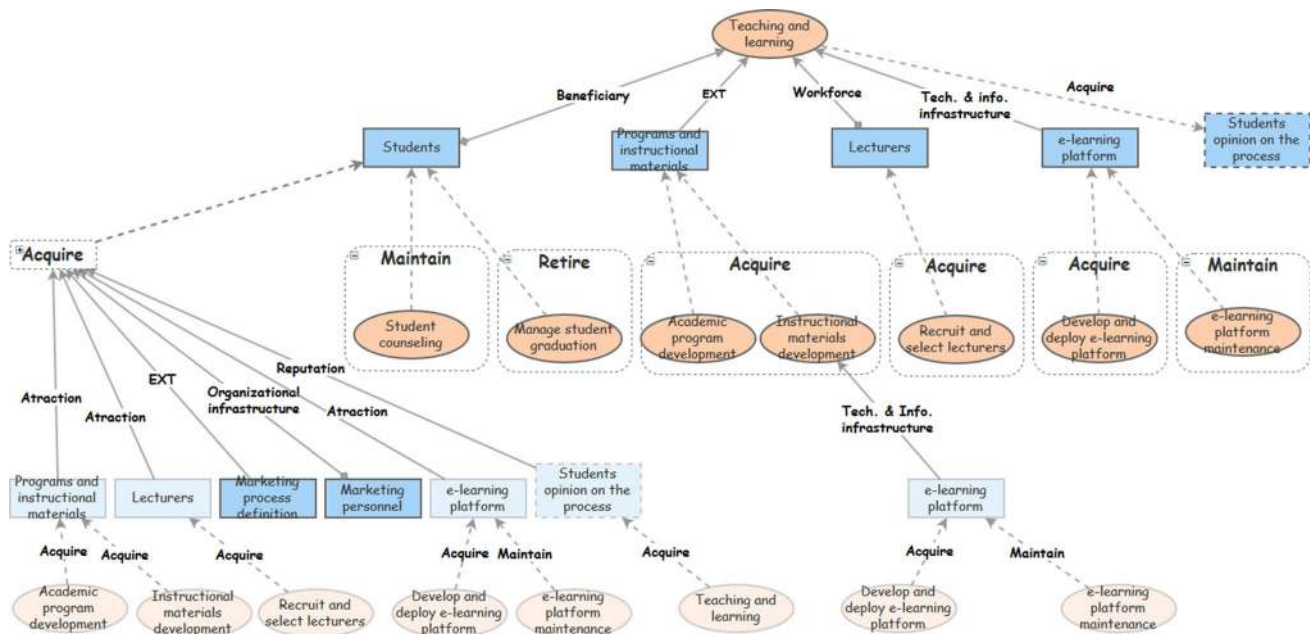 Teaching and
learning
Beneficiary
EXT
Workforce
Tech. & info.
infrastructure
Acquire
Students
Programs and
instructional
materials
Lecturers
e-learning
platform
Students
opinion on the
process
Acquire
Maintain
Retire
Acquire
Acquire
Acquire
Maintain
Student
counseling
Manage student
graduation
Academic
program
development
Instructional
materials
development
Recruit and
select lecturers
Develop and
deploy e-learning
platform
e-learning
platform
maintenance
Atraction
Atraction
EXT
Organizational
infrastructure
Atraction
Reputation
Tech. & Info.
infrastructure
Programs and
instructional
materials
Lecturers
Marketing
process
definition
Marketing
personnel
e-learning
platform
Students
opinion on the
process
e-learning
platform
Acquire
Acquire
Acquire
Acquire
Maintain
Acquire
Acquire
Maintain
Academic
program
development
Instructional
materials
development
Recruit and
select lecturers
Develop and
deploy e-learning
platform
e-learning
platform
maintenance
Teaching and
learning
Develop and
deploy e-learning
platform
e-learning
platform
maintenance